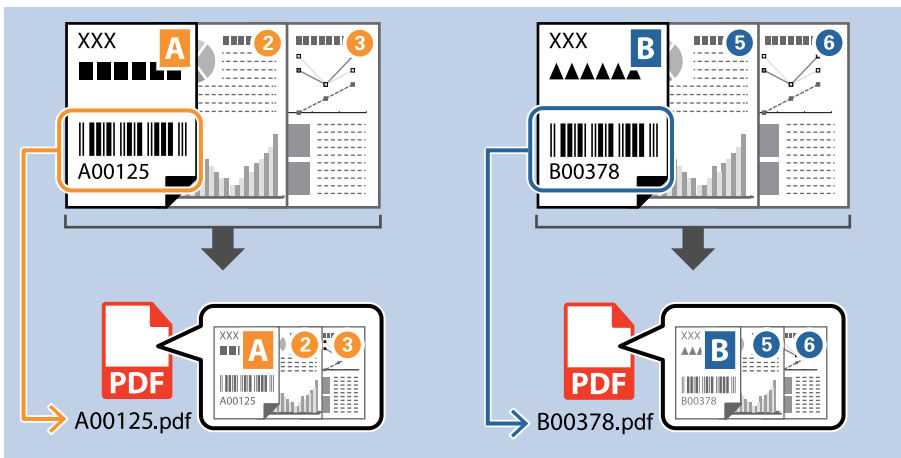 XXX A 2 3
A00125
XXX B 5 6
B00378
PDF
XXX A 2 3
A00125
A00125.pdf
PDF
XXX B 5 6
B00378
B00378.pdf